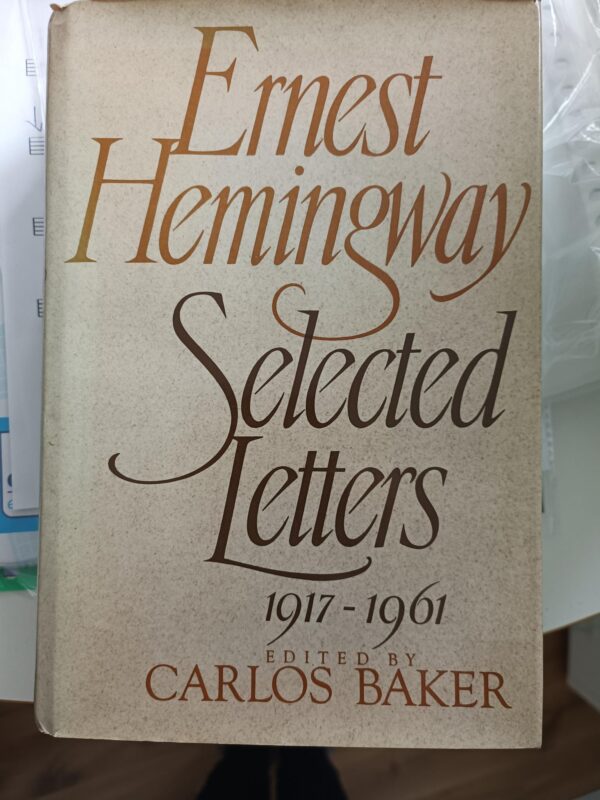 Ernest
Hemingway
Selected
Letters
1917 - 1961
EDITED BY
CARLOS BAKER